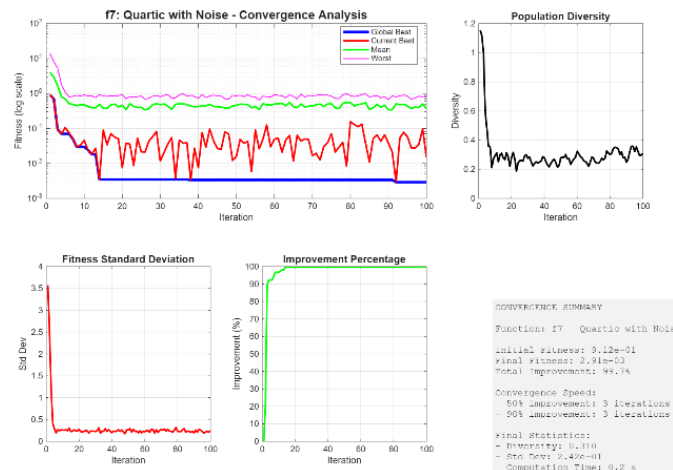 f7: Quartic with Noise - Convergence Analysis
Global Best
Current Best
Mean
Worst
Fitness (log scale)
10^2
10^1
10^0
10^-1
10^-2
10^-3
0 10 20 30 40 50 60 70 80 90 100
Iteration
Population Diversity
Diversity
1.2
1
0.8
0.6
0.4
0.2
0
0 20 40 60 80 100
Iteration
Fitness Standard Deviation
Std Dev
4
3.5
3
2.5
2
1.5
1
0.5
0
0 20 40 60 80 100
Iteration
Improvement Percentage
Improvement (%)
100
90
80
70
60
50
40
30
20
10
0
0 20 40 60 80 100
Iteration
CONVERGENCE SUMMARY
Function: f7 Quartic with Nois
Initial Fitness: 9.12e-01
Final Fitness: 2.91e-03
Total Improvement: 99.7%
Convergence Speed:
- 50% improvement: 3 iterations
- 90% improvement: 3 iterations
Final Statistics:
- Diversity: 0.310
- Std Dev: 2.42e-01
Computation Time: 0.2 s